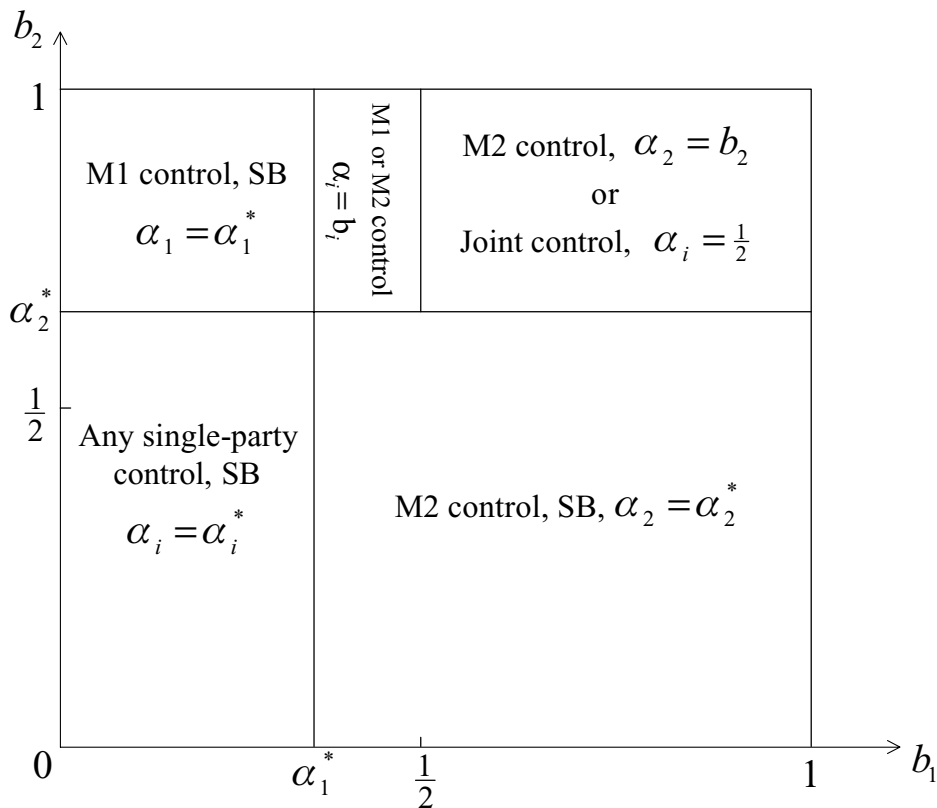 b₂
1
M1 control, SB
α₁ = α₁*
M1 or M2 control
αᵢ = bᵢ
M2 control, α₂ = b₂
or
Joint control, αᵢ = ½
α₂*
½
Any single-party
control, SB
αᵢ = αᵢ*
M2 control, SB, α₂ = α₂*
0
α₁*
½
1
b₁